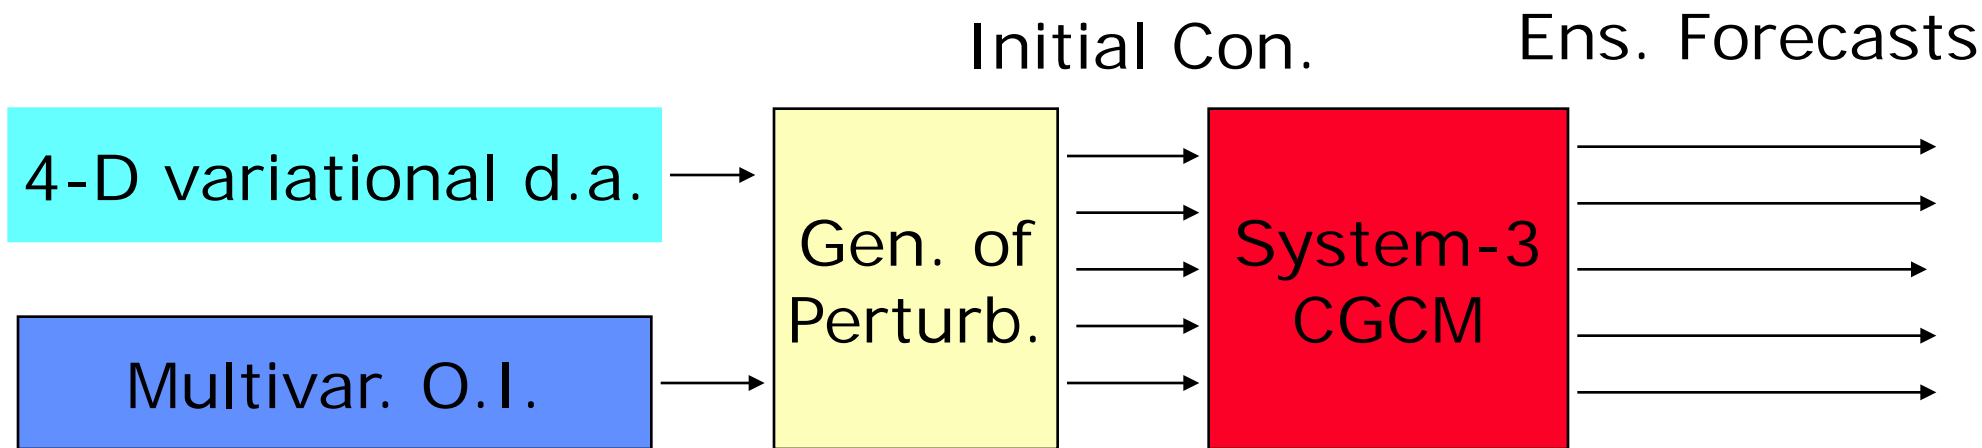 Initial Con.
Ens. Forecasts
4-D variational d.a.
Gen. of
Perturb.
System-3
CGCM
Multivar. O.I.